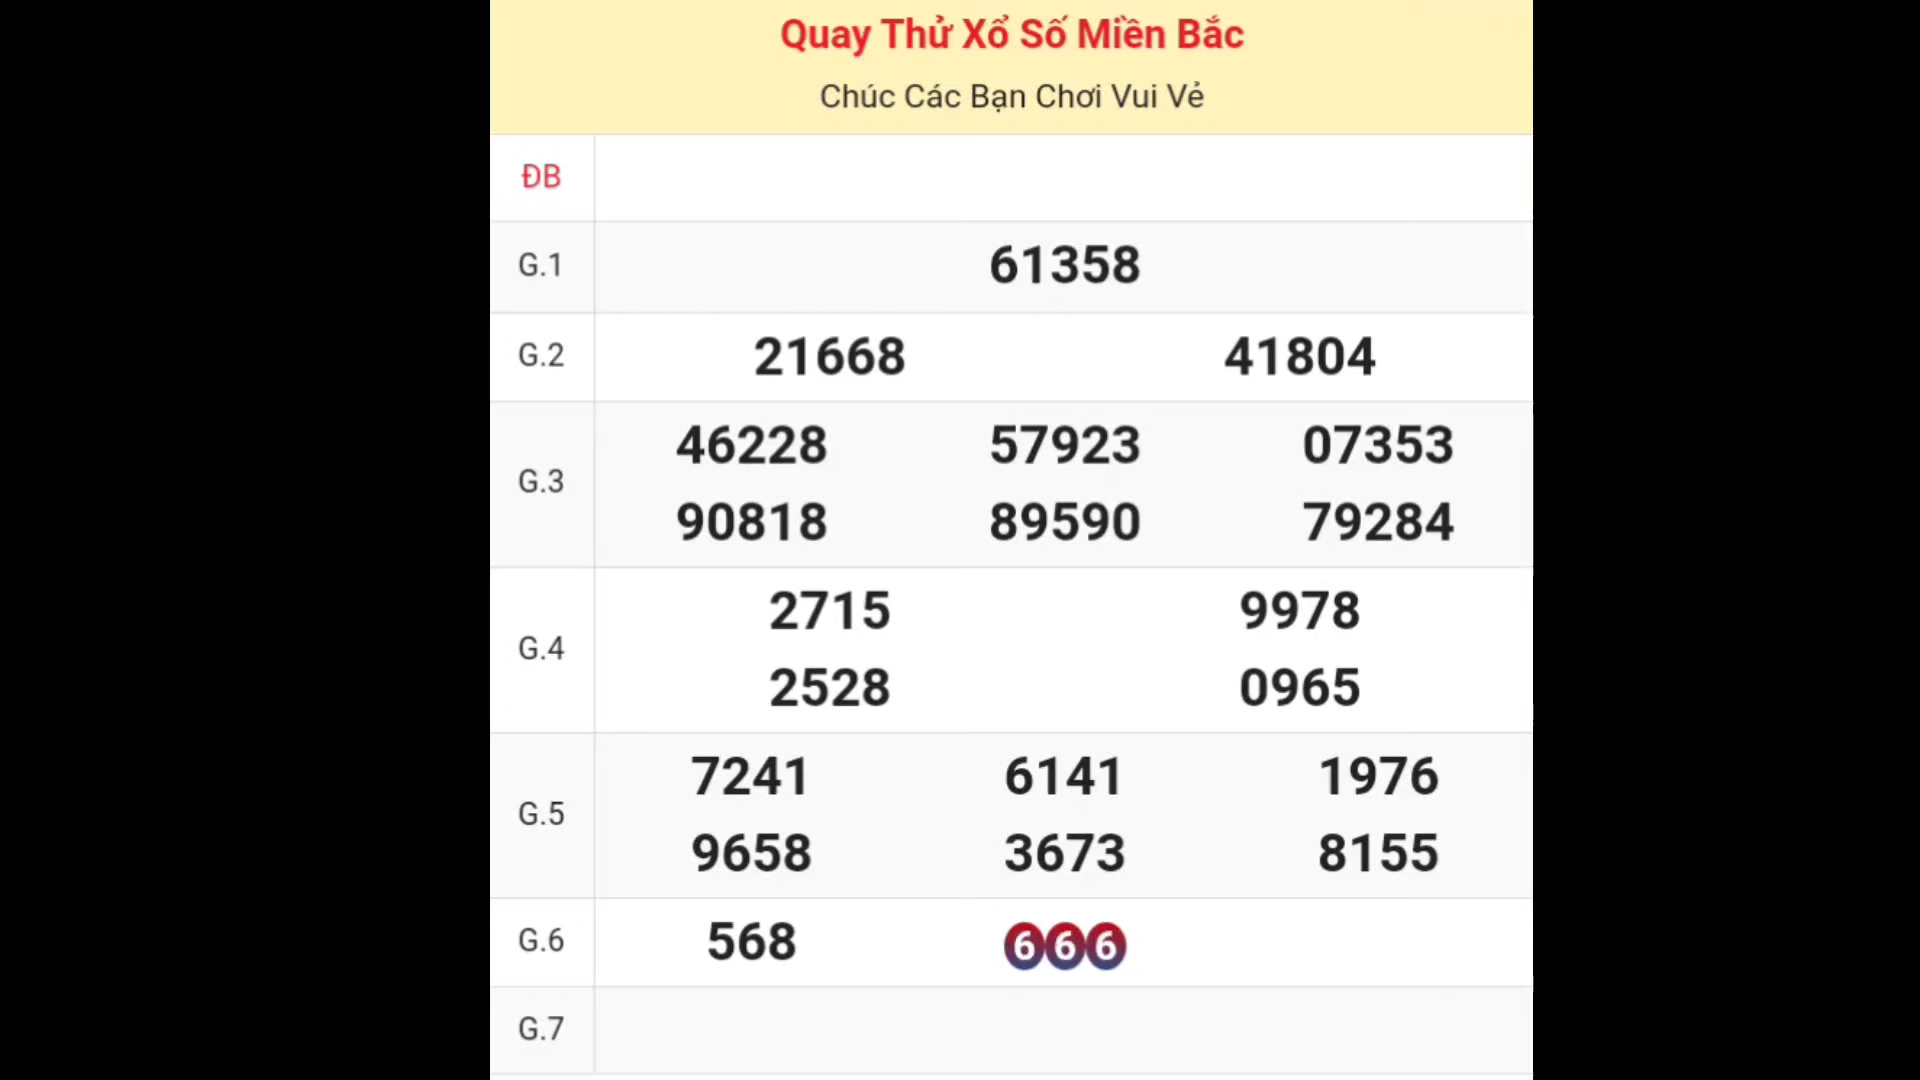 Quay Thử Xổ Số Miền Bắc
Chúc Các Bạn Chơi Vui Vẻ
ĐB
G.1 61358
G.2 21668 41804
G.3 46228 57923 07353
90818 89590 79284
G.4 2715 9978
2528 0965
G.5 7241 6141 1976
9658 3673 8155
G.6 568 666
G.7